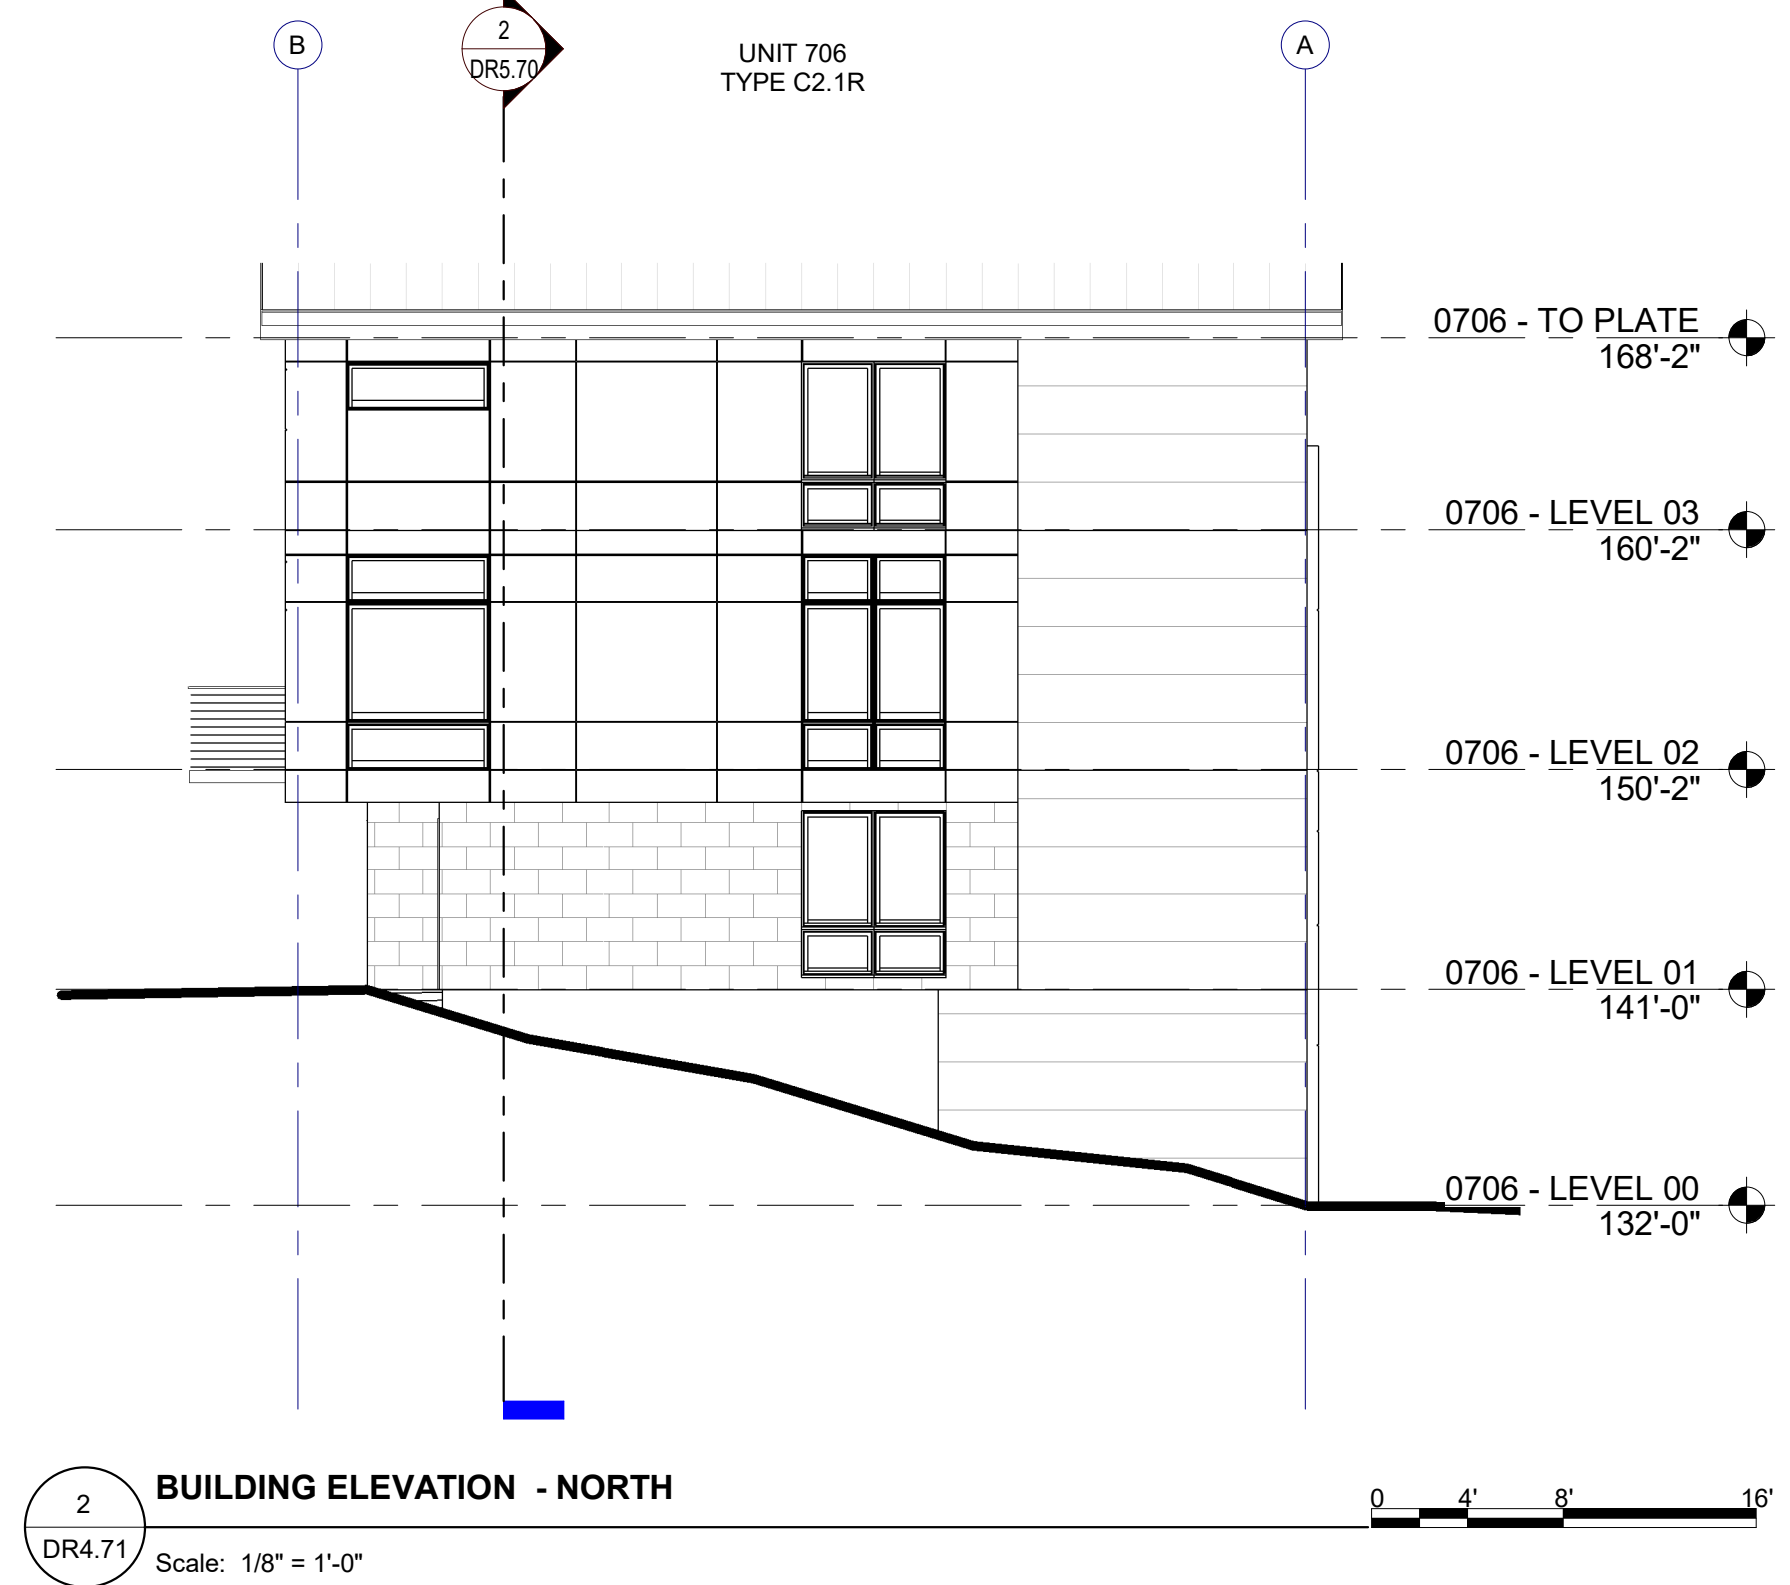 B
2
DR5.70
UNIT 706
TYPE C2.1R
A
0706 - TO PLATE
168'-2"
0706 - LEVEL 03
160'-2"
0706 - LEVEL 02
150'-2"
0706 - LEVEL 01
141'-0"
0706 - LEVEL 00
132'-0"
2
DR4.71
BUILDING ELEVATION - NORTH
Scale: 1/8" = 1'-0"
0 4' 8' 16'